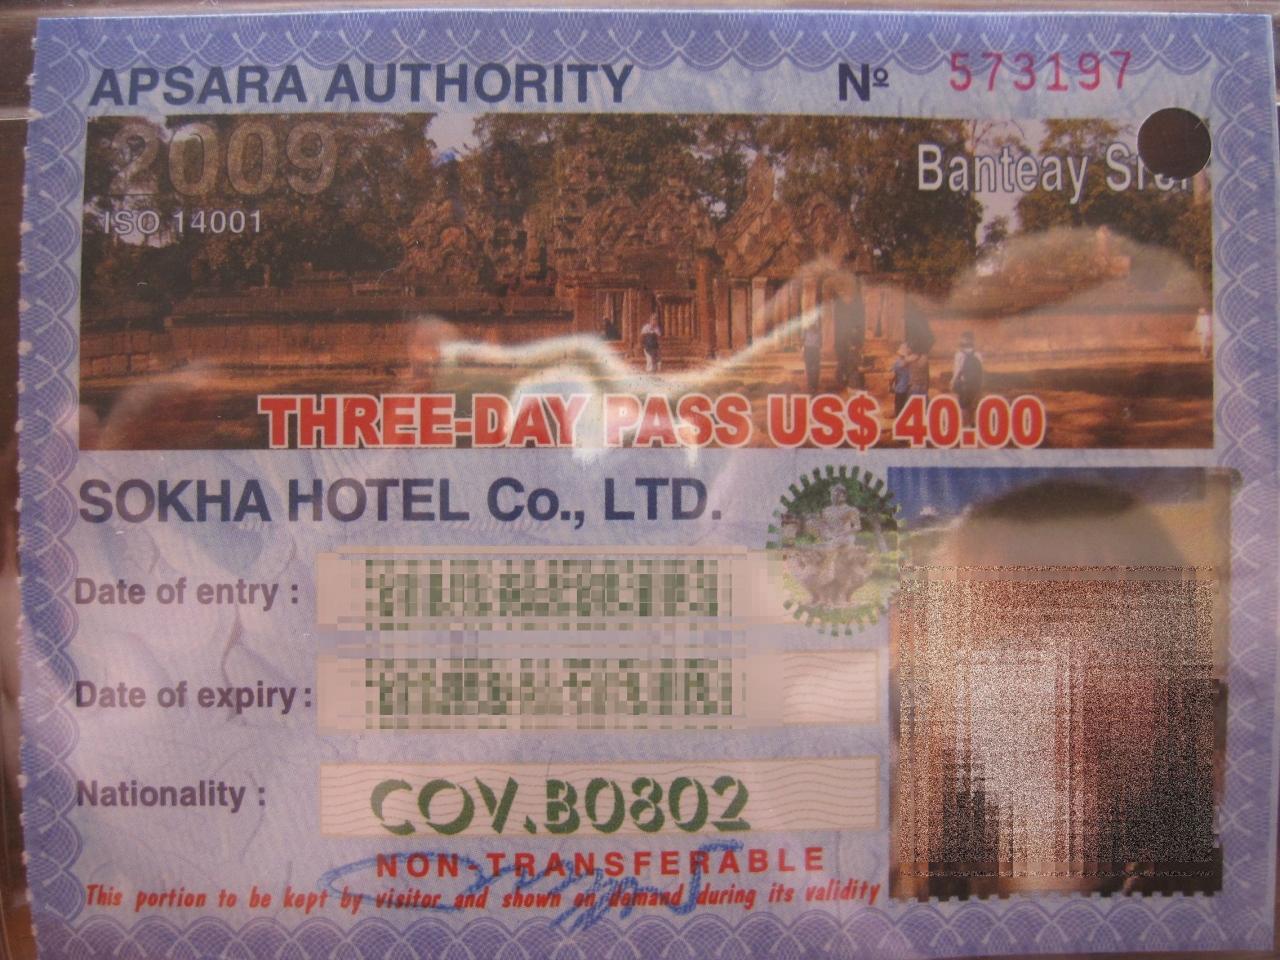 APSARA AUTHORITY Nº 573197
2009
Banteay
ISO 14001
THREE-DAY PASS US$ 40.00
SOKHA HOTEL Co., LTD.
Date of entry :
Date of expiry :
Nationality : COV.B0802
NON-TRANSFERABLE
This portion to be kept by visitor and shown on demand during its validity